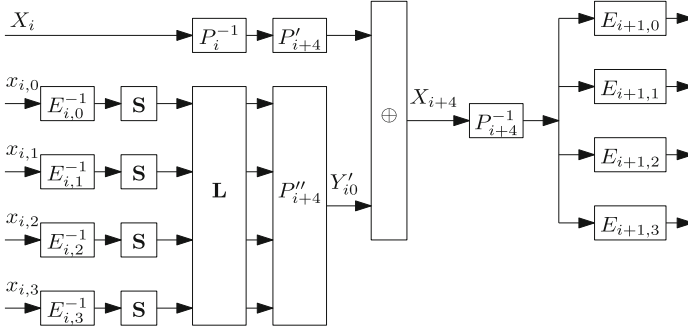 X_i P_i^{-1} P'_{i+4} E_{i+1,0}
x_{i,0} E_{i,0}^{-1} S X_{i+4} E_{i+1,1}
⊕ P_{i+4}^{-1}
x_{i,1} E_{i,1}^{-1} S L P''_{i+4} Y'_{i0} E_{i+1,2}
x_{i,2} E_{i,2}^{-1} S E_{i+1,3}
x_{i,3} E_{i,3}^{-1} S